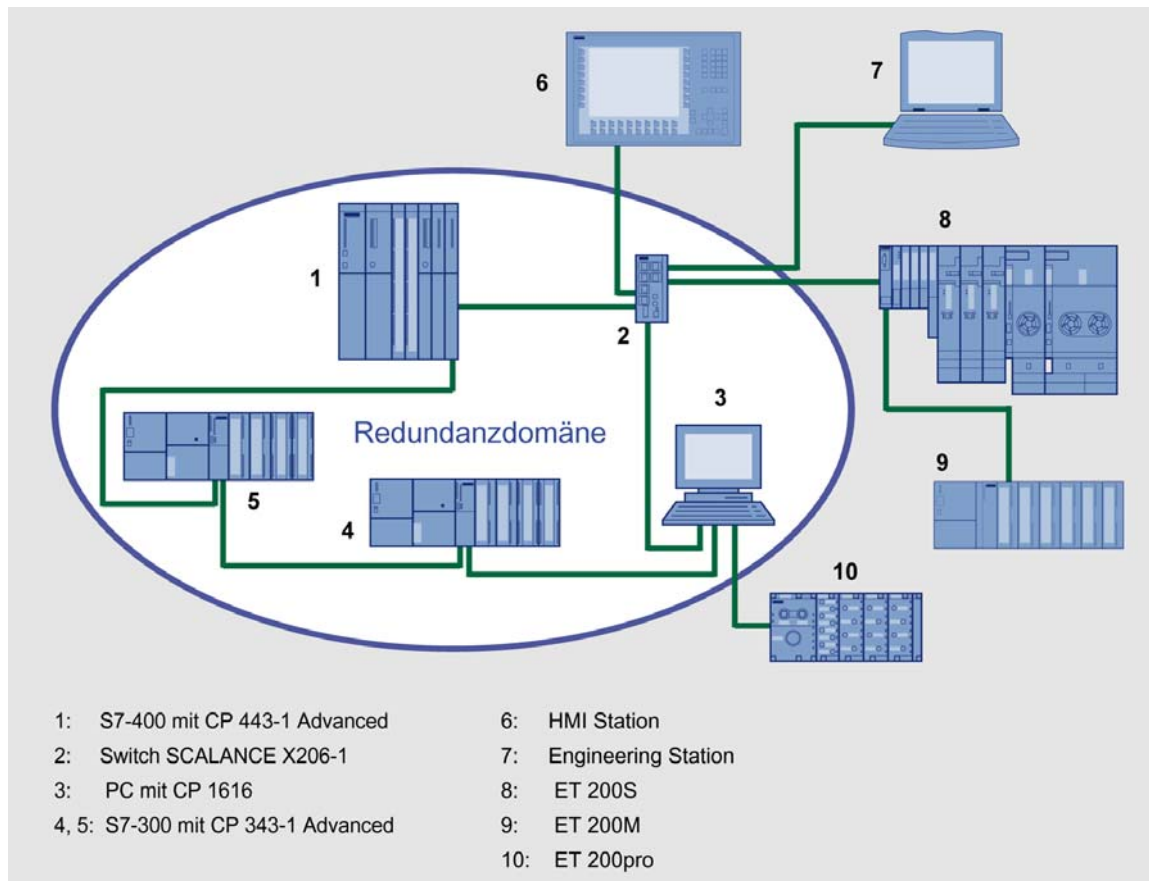 6
7
8
1
2
3
Redundanzdomäne
9
5
4
10
1: S7-400 mit CP 443-1 Advanced
2: Switch SCALANCE X206-1
3: PC mit CP 1616
4, 5: S7-300 mit CP 343-1 Advanced
6: HMI Station
7: Engineering Station
8: ET 200S
9: ET 200M
10: ET 200pro